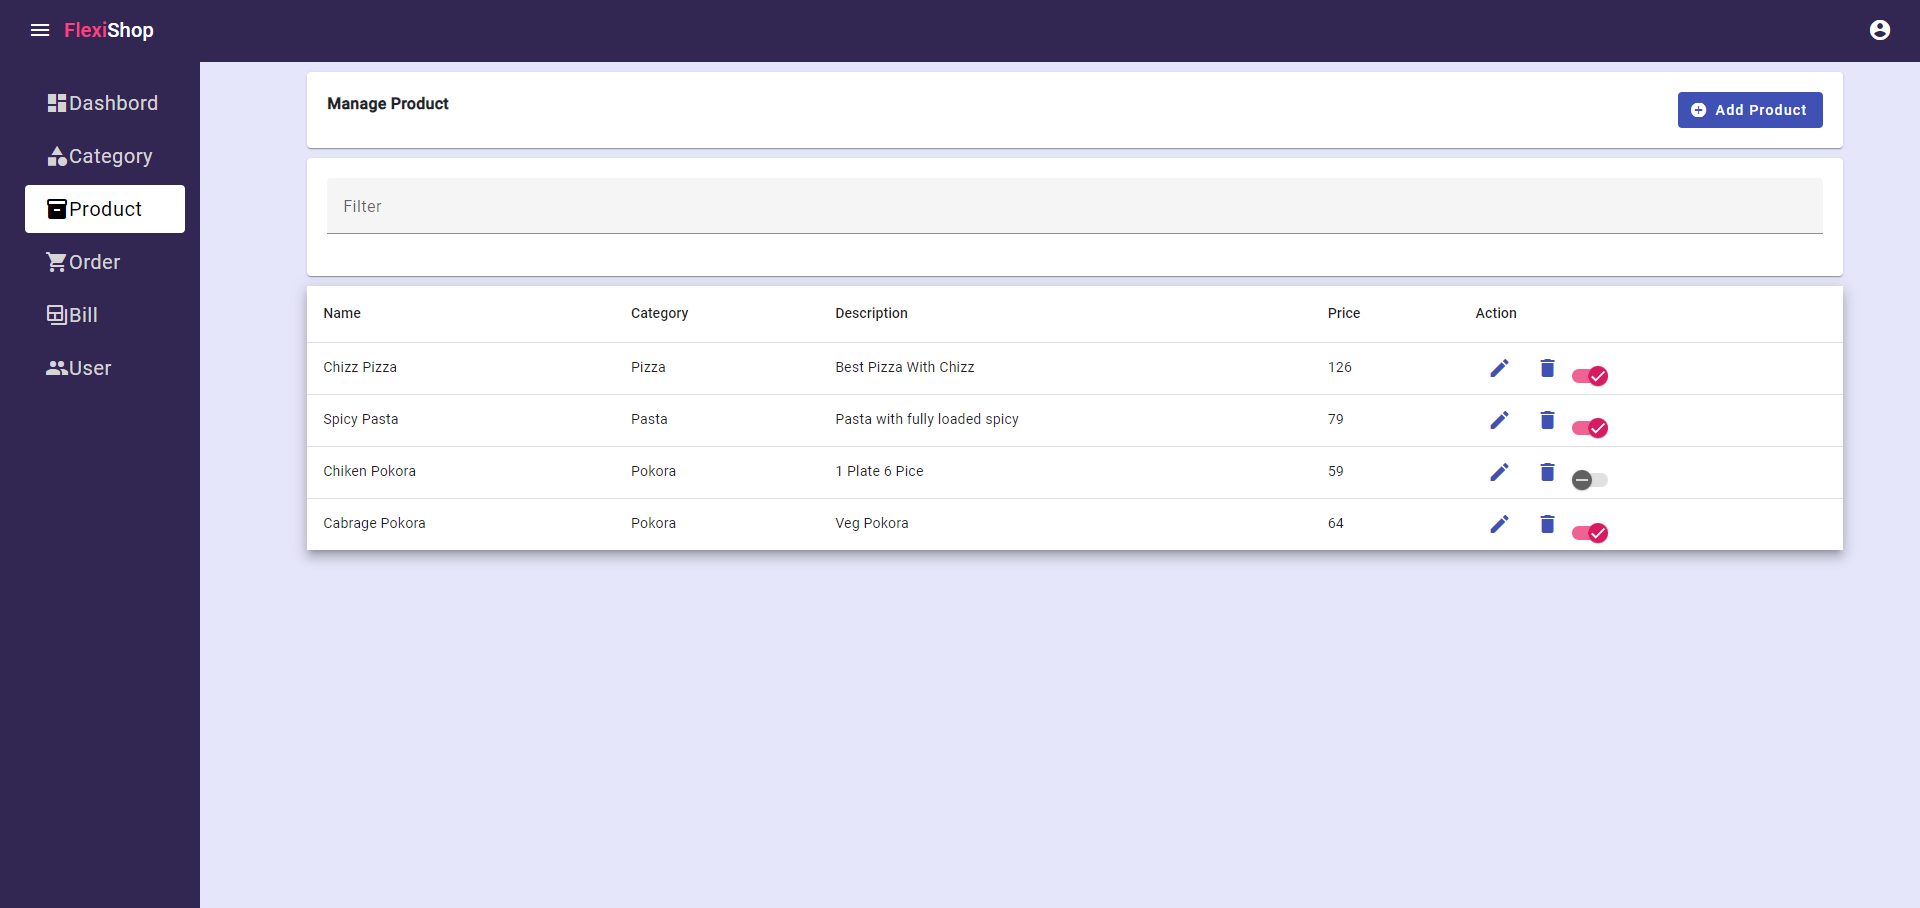 FlexiShop
Dashbord
Category
Product
Order
Bill
User
Manage Product
Add Product
Filter
Name Category Description Price Action
Chizz Pizza Pizza Best Pizza With Chizz 126
Spicy Pasta Pasta Pasta with fully loaded spicy 79
Chiken Pokora Pokora 1 Plate 6 Pice 59
Cabrage Pokora Pokora Veg Pokora 64